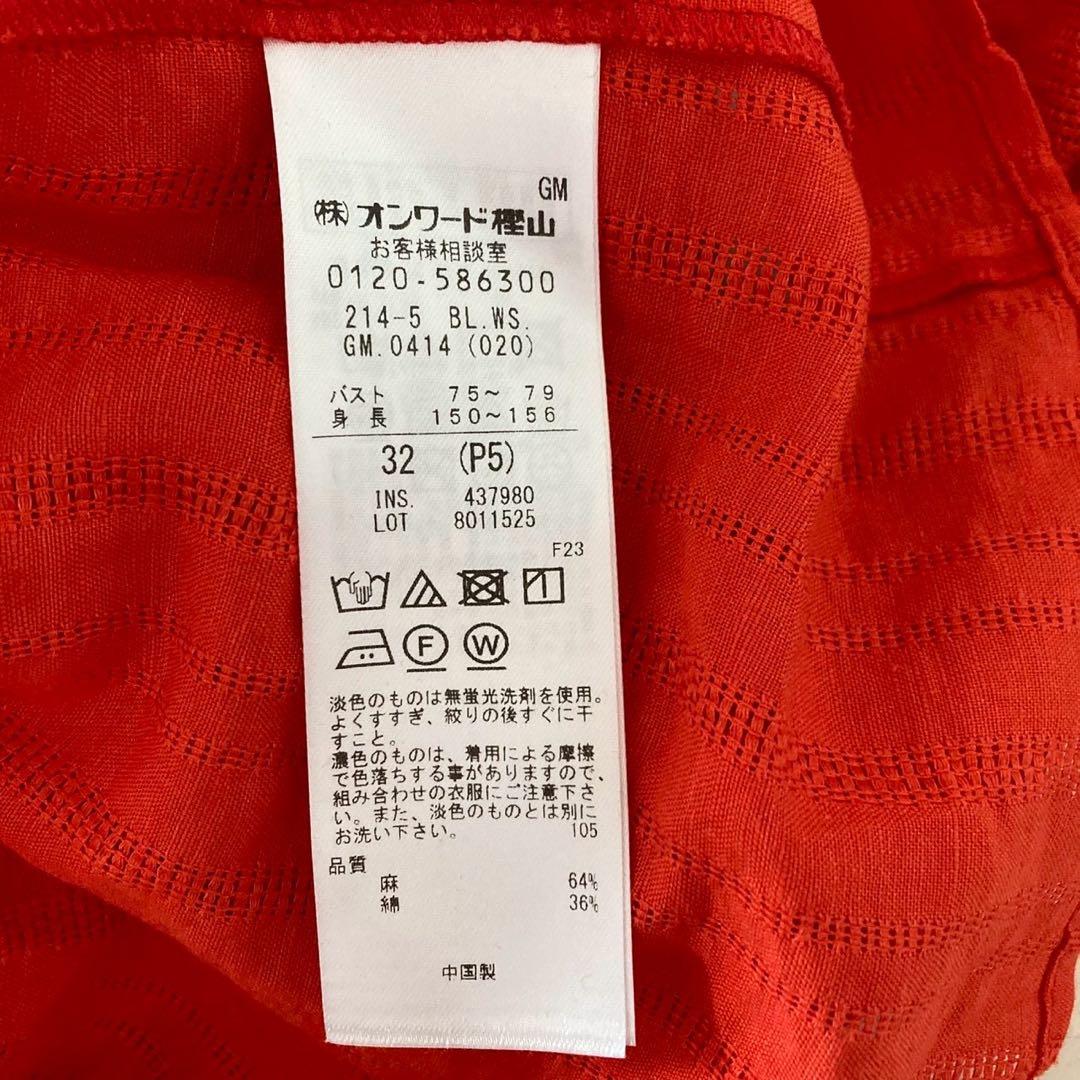 GM
㈱オンワード樫山
お客様相談室
0120-586300
214-5 BL.WS.
GM.0414 (020)
バスト 75～ 79
身長 150～156
32 (P5)
INS. 437980
LOT 8011525
F23
F W
淡色のものは無蛍光洗剤を使用。
よくすすぎ、絞りの後すぐに干
すこと。
濃色のものは、着用による摩擦
で色落ちする事がありますので、
組み合わせの衣服にご注意下さ
い。また、淡色のものとは別に
お洗い下さい。 105
品質
麻 64%
綿 36%
中国製